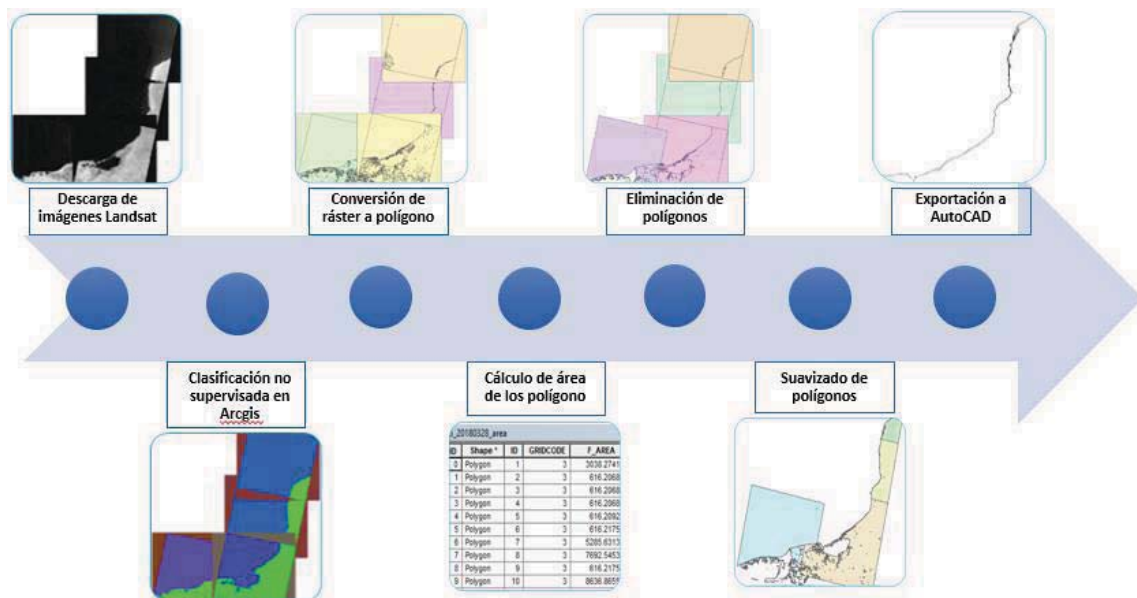 Descarga de
imágenes Landsat
Conversión de
ráster a polígono
Eliminación de
polígonos
Exportación a
AutoCAD
Clasificación no
supervisada en
Arcgis
Cálculo de área
de los polígono
Suavizado de
polígonos
_20180328_area
ID Shape * ID GRIDCODE F_AREA
0 Polygon 1 3
1 Polygon 2 3 616.2068
2 Polygon 3 3 616.2068
3 Polygon 4 3 616.2068
4 Polygon 5 3 616.2092
5 Polygon 6 3 616.2175
6 Polygon 7 3 5285.6313
7 Polygon 8 3 7692.5453
8 Polygon 9 3 616.2175
9 Polygon 10 3